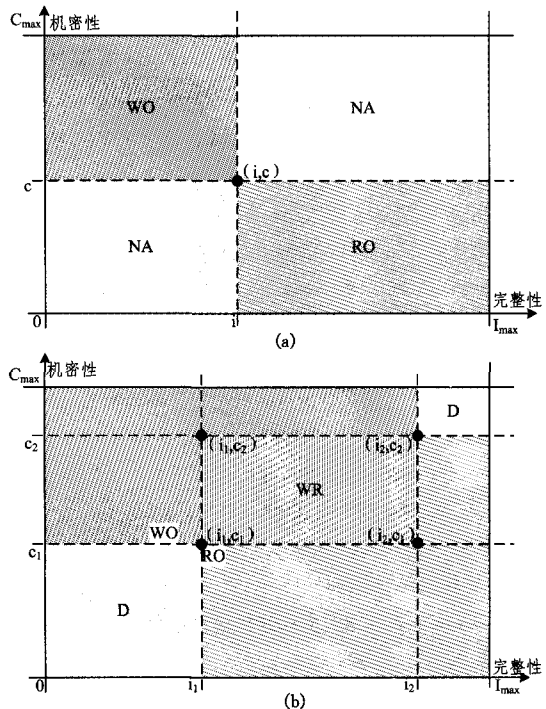 Cmax 机密性
WO
NA
c
(i,c)
NA
RO
完整性
0
i
Imax
(a)
Cmax 机密性
D
c2
(i1,c2)
(i2,c2)
WR
WO
(i1,c1)
(i2,c1)
c1
RO
D
完整性
0
i1
i2
Imax
(b)